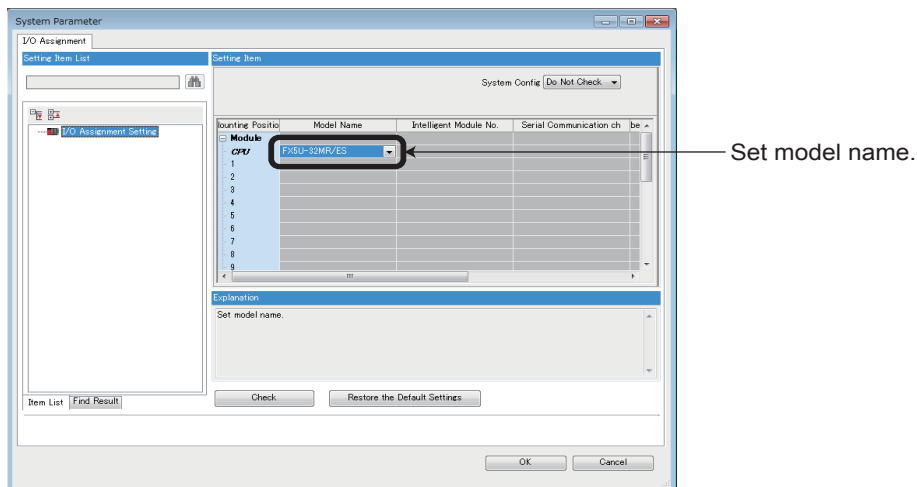 System Parameter
I/O Assignment
Setting Item List
Setting Item
System Config Do Not Check
I/O Assignment Setting
lounting Positio Model Name Intelligent Module No. Serial Communication ch be
Module
CPU FX5U-32MR/ES
Set model name.
1
2
3
4
5
6
7
8
9
Explanation
Set model name.
Item List Find Result
Check Restore the Default Settings
OK Cancel